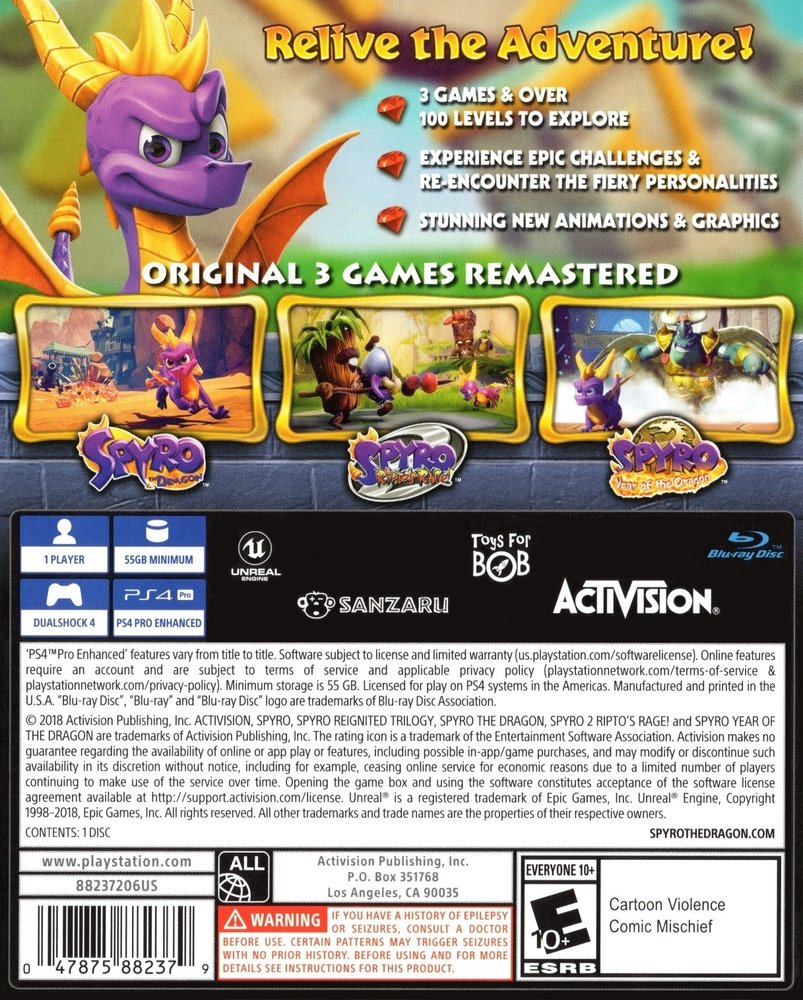 Relive the Adventure!
3 GAMES & OVER
100 LEVELS TO EXPLORE
EXPERIENCE EPIC CHALLENGES &
RE-ENCOUNTER THE FIERY PERSONALITIES
STUNNING NEW ANIMATIONS & GRAPHICS
ORIGINAL 3 GAMES REMASTERED
SPYRO THE DRAGON™
SPYRO Ripto's Rage!™
SPYRO Year of the Dragon™
1 PLAYER
55GB MINIMUM
DUALSHOCK 4
PS4 Pro
PS4 PRO ENHANCED
UNREAL
ENGINE
Toys For
BOB
SANZARU
Blu-ray Disc™
ACTIVISION®
'PS4™Pro Enhanced' features vary from title to title. Software subject to license and limited warranty (us.playstation.com/softwarelicense). Online features
require an account and are subject to terms of service and applicable privacy policy (playstationnetwork.com/terms-of-service &
playstationnetwork.com/privacy-policy). Minimum storage is 55 GB. Licensed for play on PS4 systems in the Americas. Manufactured and printed in the
U.S.A. "Blu-ray Disc", "Blu-ray" and "Blu-ray Disc" logo are trademarks of Blu-ray Disc Association.
© 2018 Activision Publishing, Inc. ACTIVISION, SPYRO, SPYRO REIGNITED TRILOGY, SPYRO THE DRAGON, SPYRO 2 RIPTO'S RAGE! and SPYRO YEAR OF
THE DRAGON are trademarks of Activision Publishing, Inc. The rating icon is a trademark of the Entertainment Software Association. Activision makes no
guarantee regarding the availability of online or app play or features, including possible in-app/game purchases, and may modify or discontinue such
availability in its discretion without notice, including for example, ceasing online service for economic reasons due to a limited number of players
continuing to make use of the service over time. Opening the game box and using the software constitutes acceptance of the software license
agreement available at http://support.activision.com/license. Unreal® is a registered trademark of Epic Games, Inc. Unreal® Engine, Copyright
1998-2018, Epic Games, Inc. All rights reserved. All other trademarks and trade names are the properties of their respective owners.
CONTENTS: 1 DISC
SPYROTHEDRAGON.COM
www.playstation.com
88237206US
0 47875 88237 9
ALL
Activision Publishing, Inc.
P.O. Box 351768
Los Angeles, CA 90035
WARNING IF YOU HAVE A HISTORY OF EPILEPSY
OR SEIZURES, CONSULT A DOCTOR
BEFORE USE. CERTAIN PATTERNS MAY TRIGGER SEIZURES
WITH NO PRIOR HISTORY. BEFORE USING AND FOR MORE
DETAILS SEE INSTRUCTIONS FOR THIS PRODUCT.
EVERYONE 10+
E
10+
ESRB
Cartoon Violence
Comic Mischief